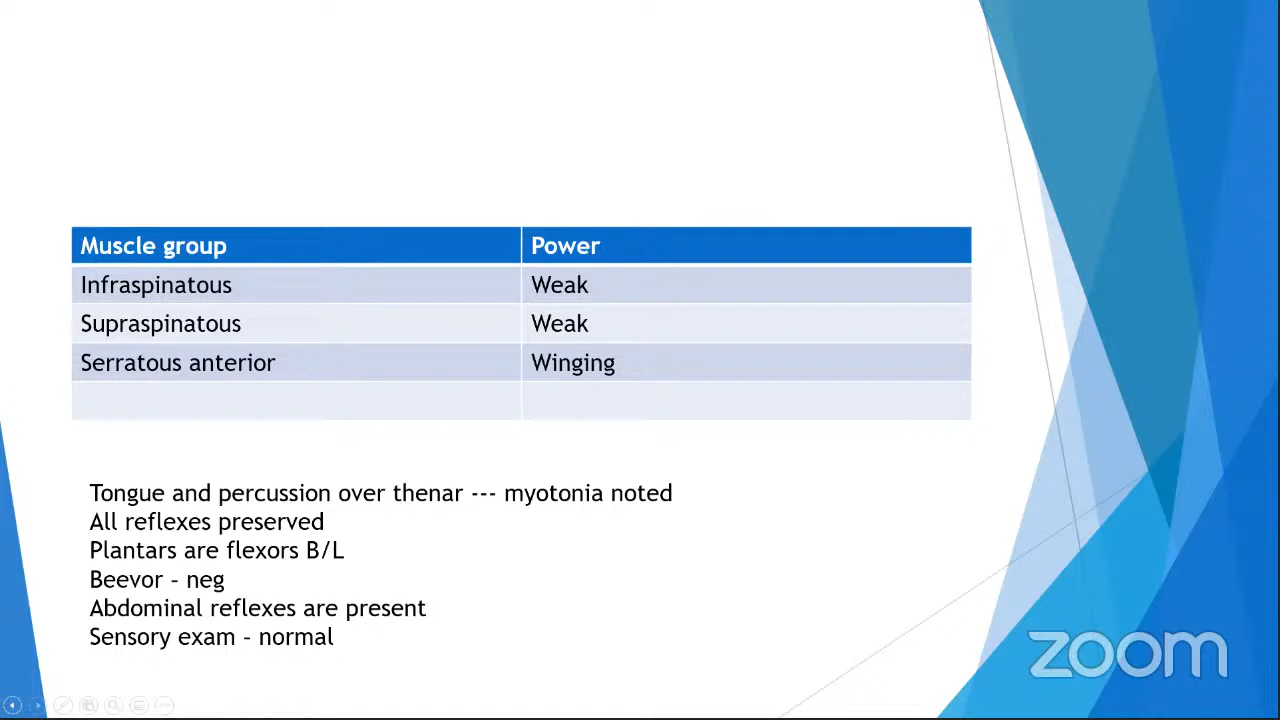 Muscle group Power
Infraspinatous Weak
Supraspinatous Weak
Serratous anterior Winging
Tongue and percussion over thenar --- myotonia noted
All reflexes preserved
Plantars are flexors B/L
Beevor - neg
Abdominal reflexes are present
Sensory exam - normal
zoom